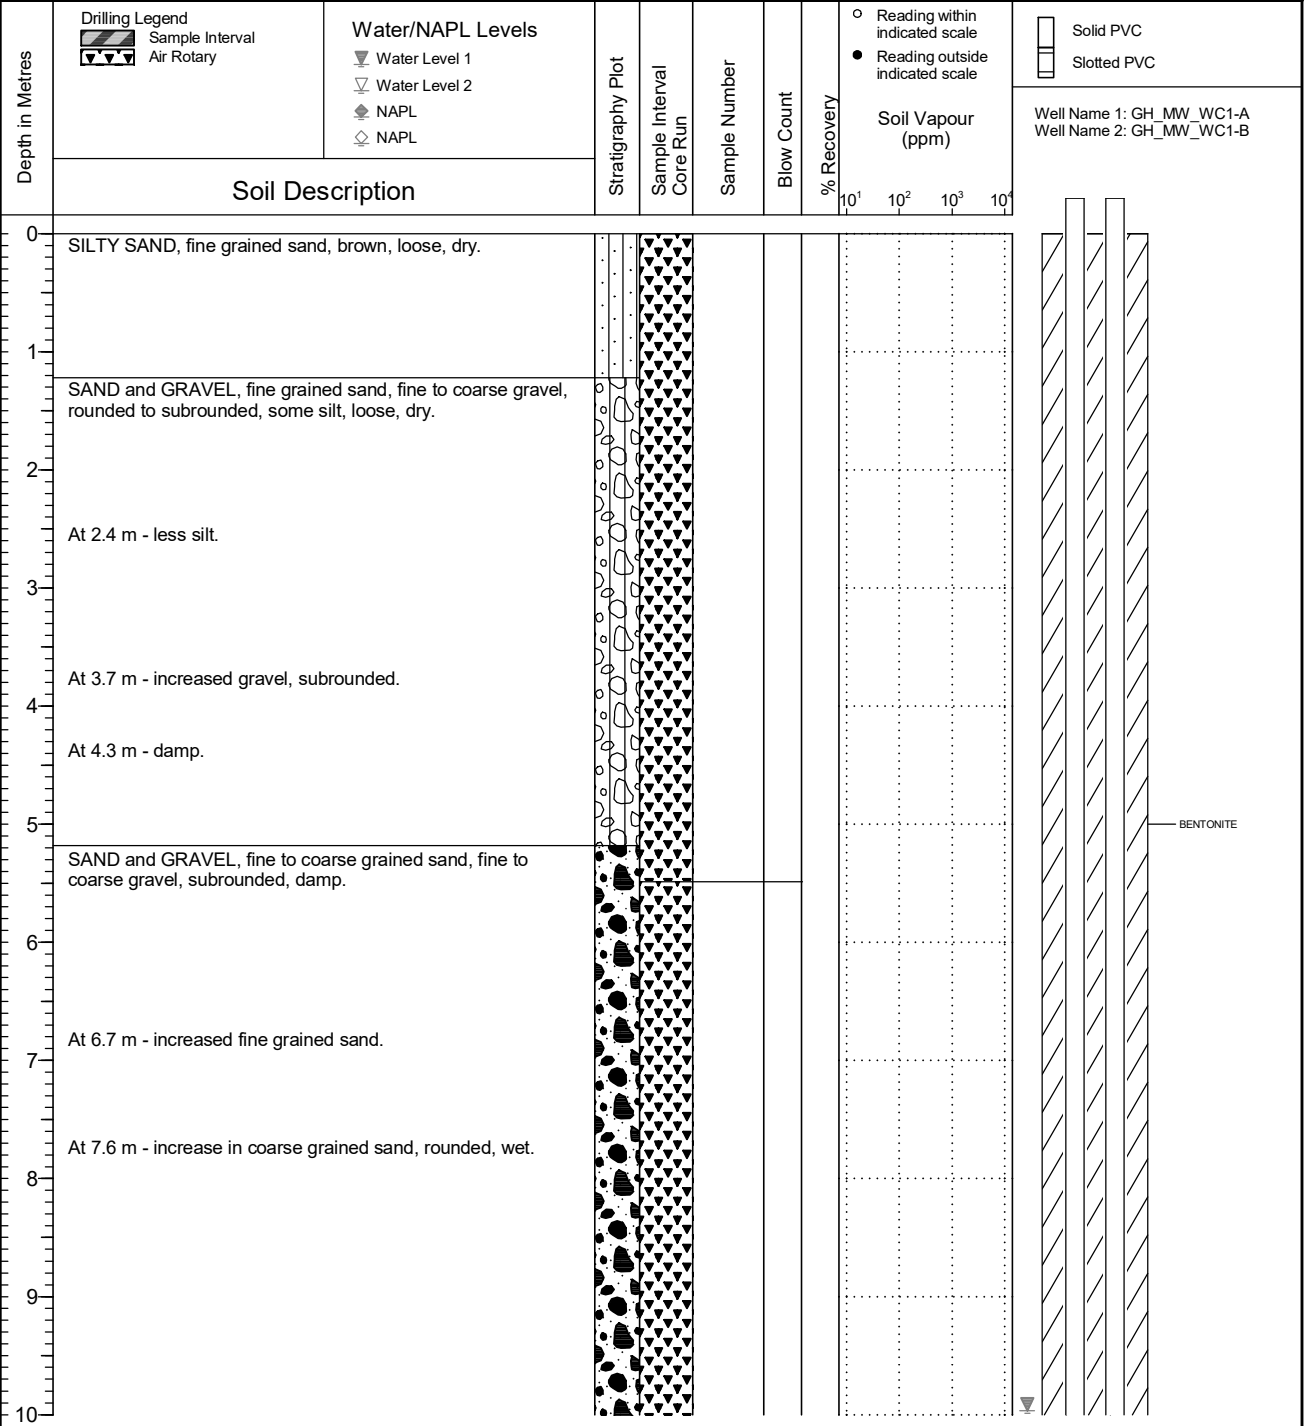 Drilling Legend
Sample Interval
Air Rotary
Water/NAPL Levels
Water Level 1
Water Level 2
NAPL
NAPL
Depth in Metres
Soil Description
Stratigraphy Plot
Sample Interval
Core Run
Sample Number
Blow Count
% Recovery
Reading within
indicated scale
Reading outside
indicated scale
Soil Vapour
(ppm)
10¹ 10² 10³ 10⁴
Solid PVC
Slotted PVC
Well Name 1: GH_MW_WC1-A
Well Name 2: GH_MW_WC1-B
0
SILTY SAND, fine grained sand, brown, loose, dry.
1
SAND and GRAVEL, fine grained sand, fine to coarse gravel,
rounded to subrounded, some silt, loose, dry.
2
At 2.4 m - less silt.
3
At 3.7 m - increased gravel, subrounded.
4
At 4.3 m - damp.
5
BENTONITE
SAND and GRAVEL, fine to coarse grained sand, fine to
coarse gravel, subrounded, damp.
6
At 6.7 m - increased fine grained sand.
7
At 7.6 m - increase in coarse grained sand, rounded, wet.
8
9
10